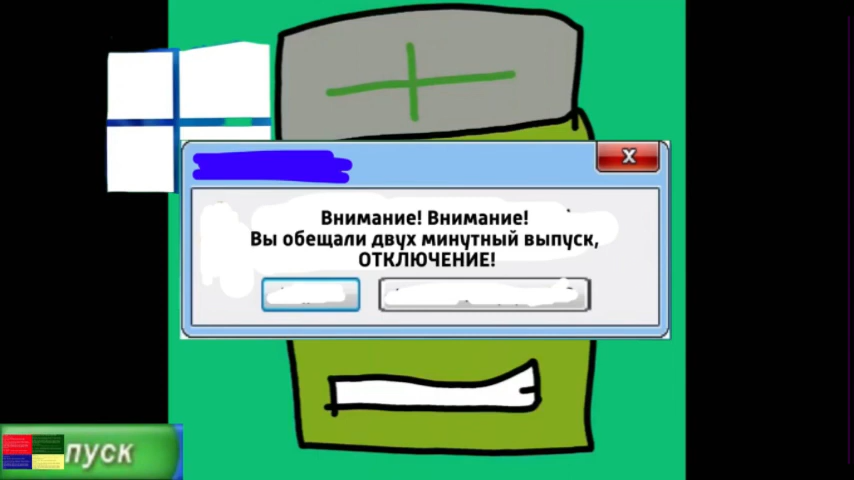 Внимание! Внимание!
Вы обещали двух минутный выпуск,
ОТКЛЮЧЕНИЕ!
пуск